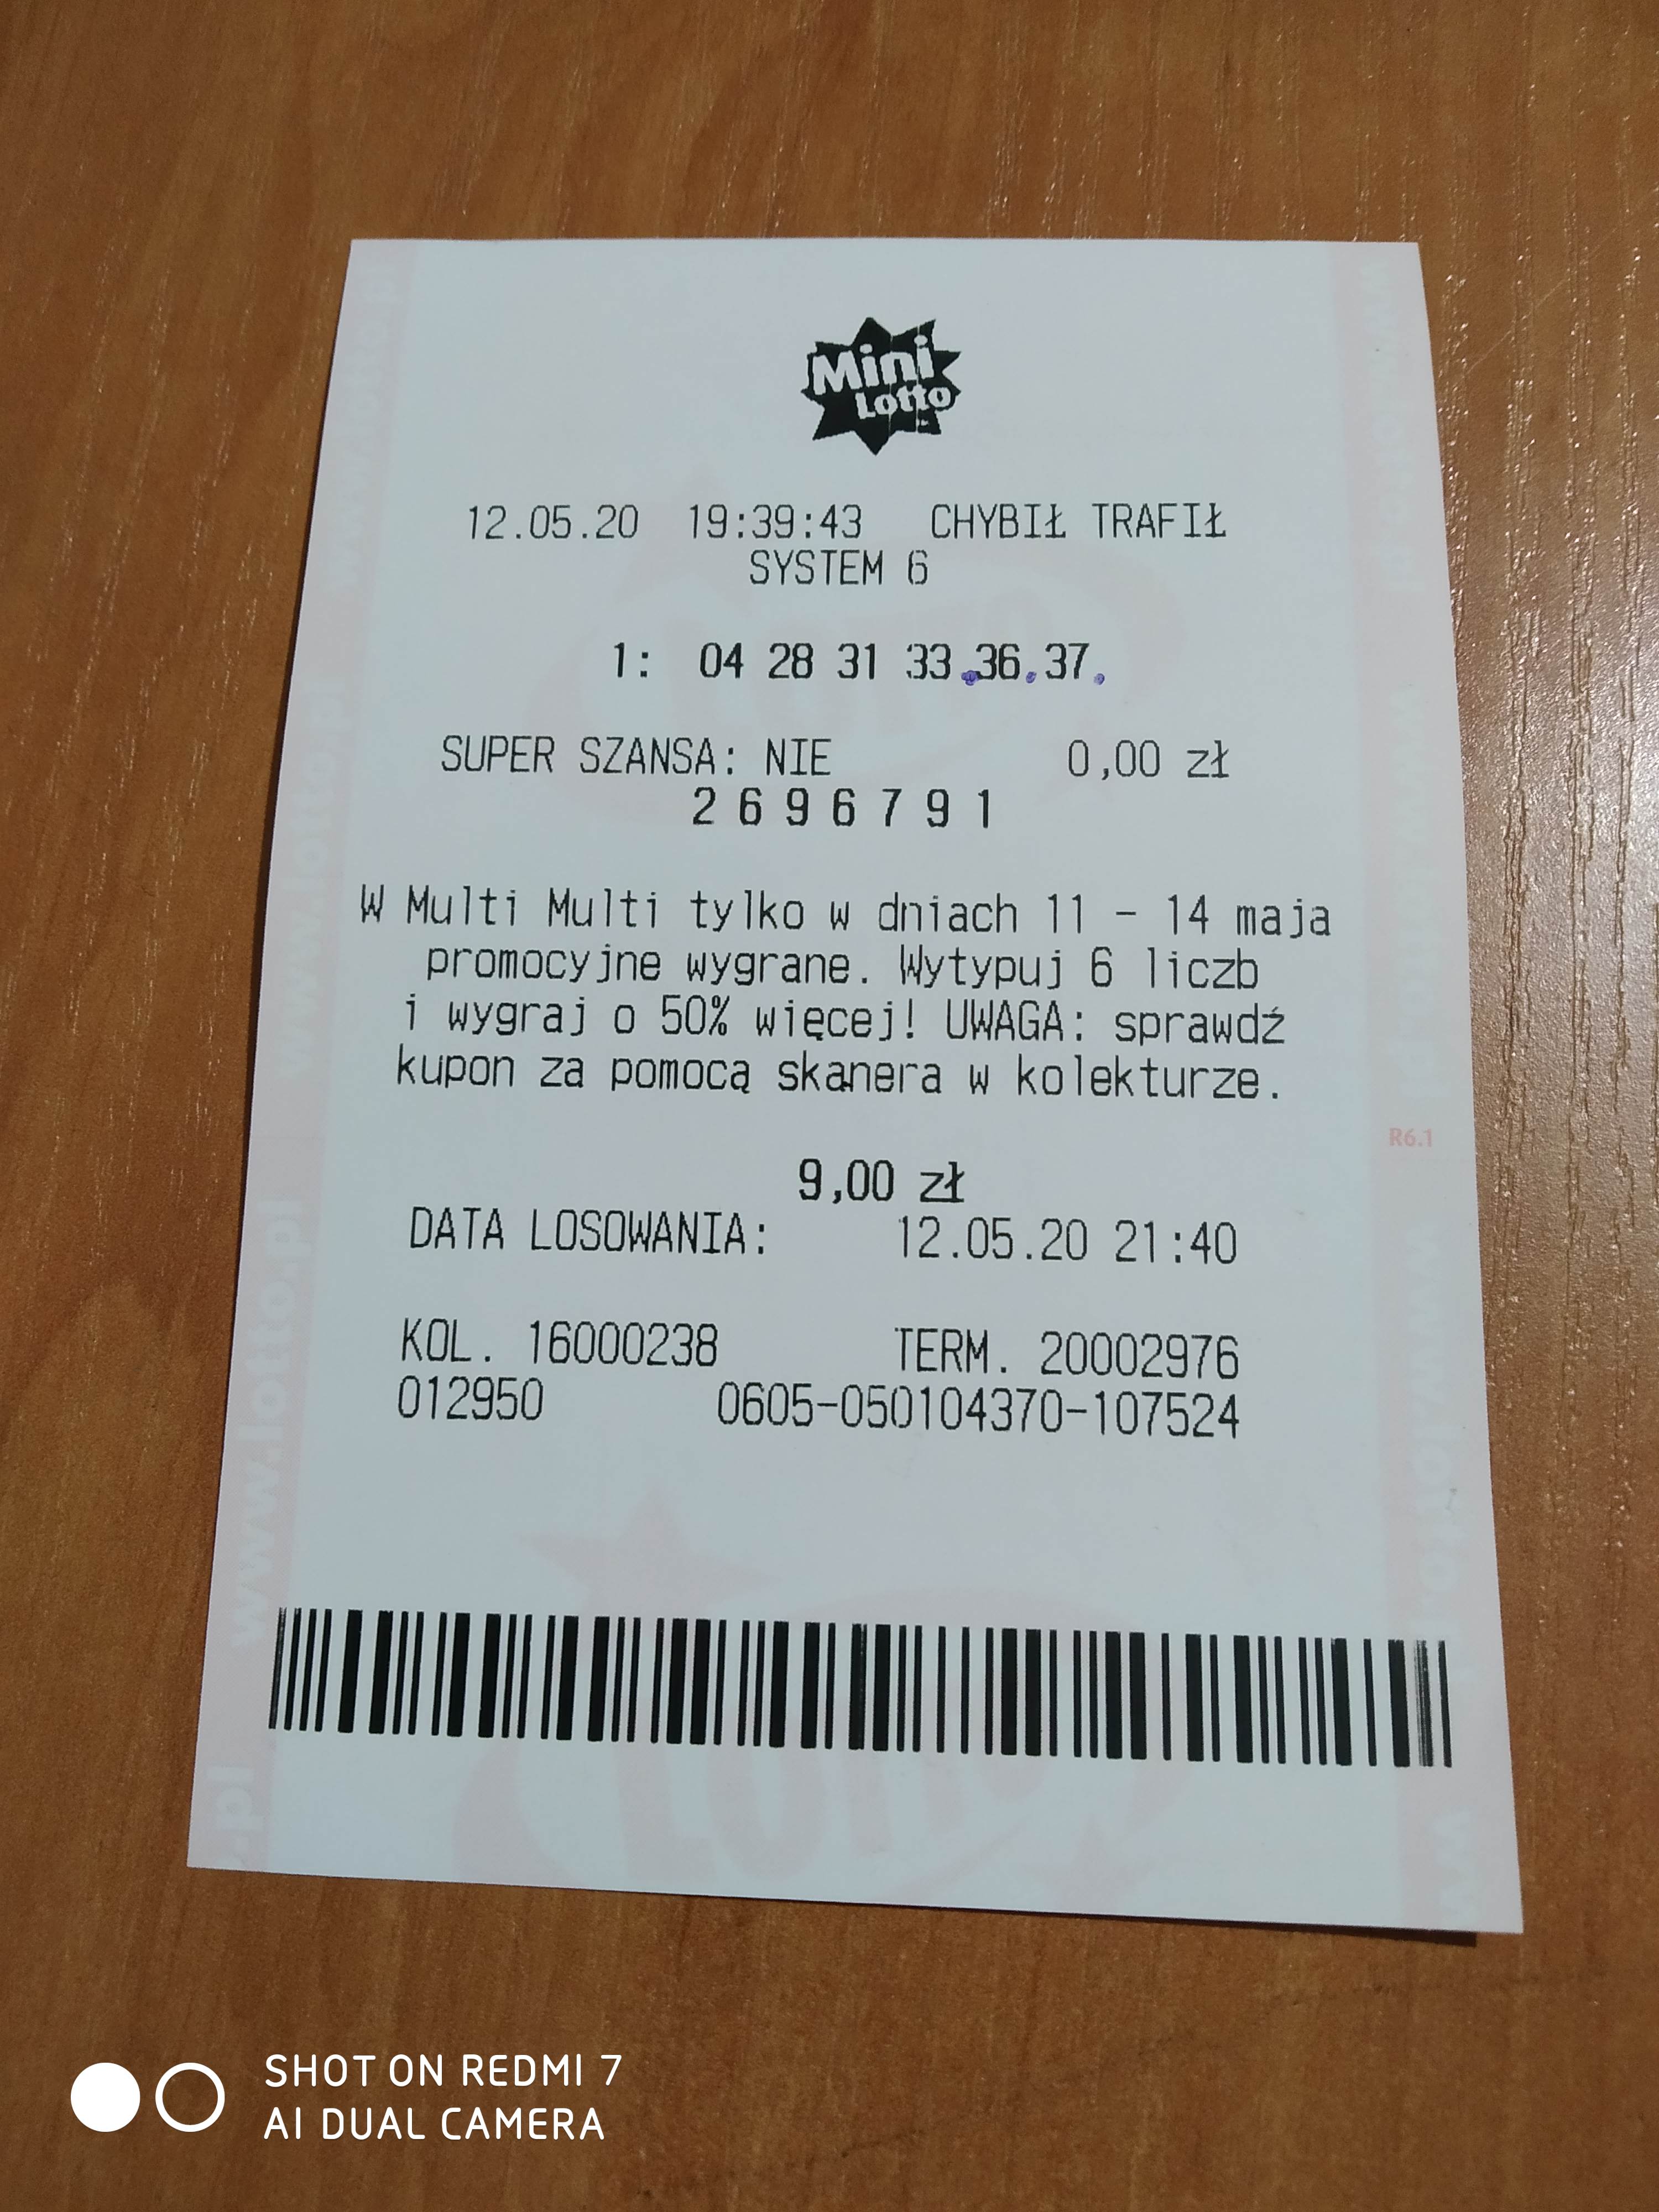 Mini
Lotto
12.05.20 19:39:43 CHYBIŁ TRAFIŁ
SYSTEM 6
1: 04 28 31 33 36 37
SUPER SZANSA: NIE 0,00 zł
2 6 9 6 7 9 1
W Multi Multi tylko w dniach 11 - 14 maja
promocyjne wygrane. Wytypuj 6 liczb
i wygraj o 50% więcej! UWAGA: sprawdź
kupon za pomocą skanera w kolekturze.
R6.1
9,00 zł
DATA LOSOWANIA: 12.05.20 21:40
KOL. 16000238 TERM. 20002976
012950 0605-050104370-107524
www.lotto.pl
SHOT ON REDMI 7
AI DUAL CAMERA